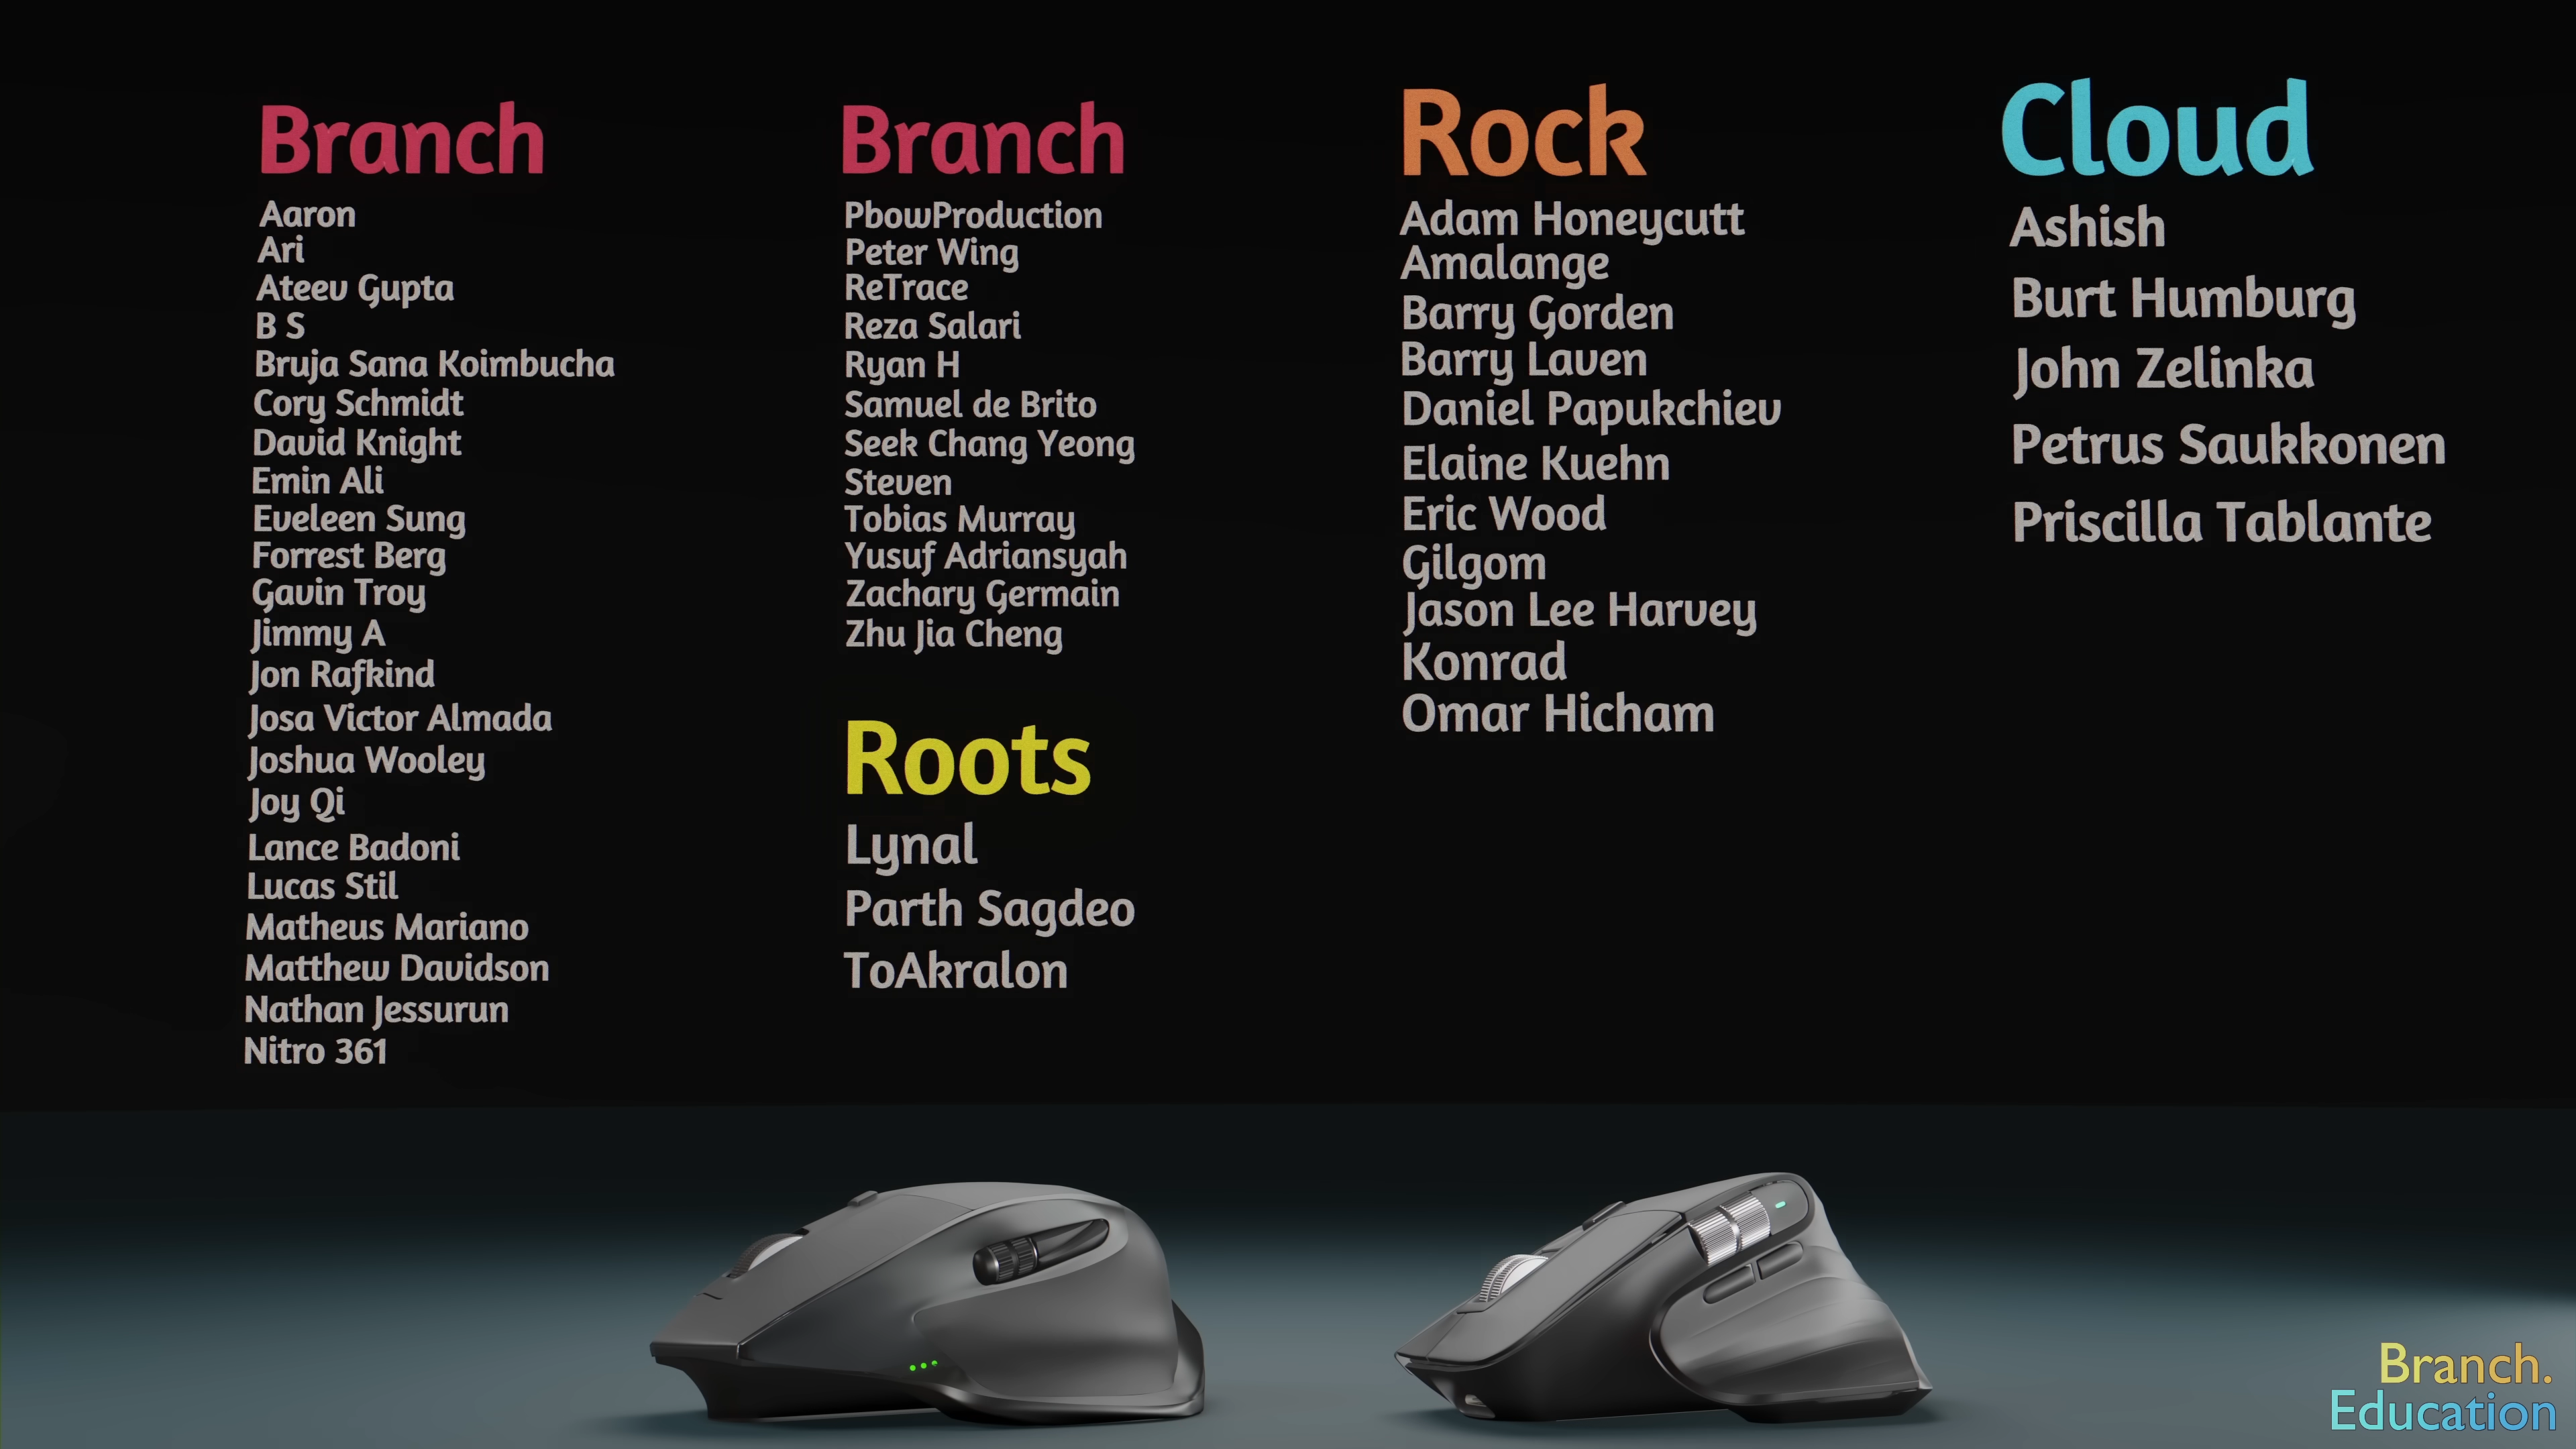 Branch
Aaron
Ari
Ateev Gupta
B S
Bruja Sana Koimbucha
Cory Schmidt
David Knight
Emin Ali
Eveleen Sung
Forrest Berg
Gavin Troy
Jimmy A
Jon Rafkind
Josa Victor Almada
Joshua Wooley
Joy Qi
Lance Badoni
Lucas Stil
Matheus Mariano
Matthew Davidson
Nathan Jessurun
Nitro 361
Branch
PbowProduction
Peter Wing
ReTrace
Reza Salari
Ryan H
Samuel de Brito
Seek Chang Yeong
Steven
Tobias Murray
Yusuf Adriansyah
Zachary Germain
Zhu Jia Cheng
Roots
Lynal
Parth Sagdeo
ToAkralon
Rock
Adam Honeycutt
Amalange
Barry Gorden
Barry Laven
Daniel Papukchiev
Elaine Kuehn
Eric Wood
Gilgom
Jason Lee Harvey
Konrad
Omar Hicham
Cloud
Ashish
Burt Humburg
John Zelinka
Petrus Saukkonen
Priscilla Tablante
Branch.
Education